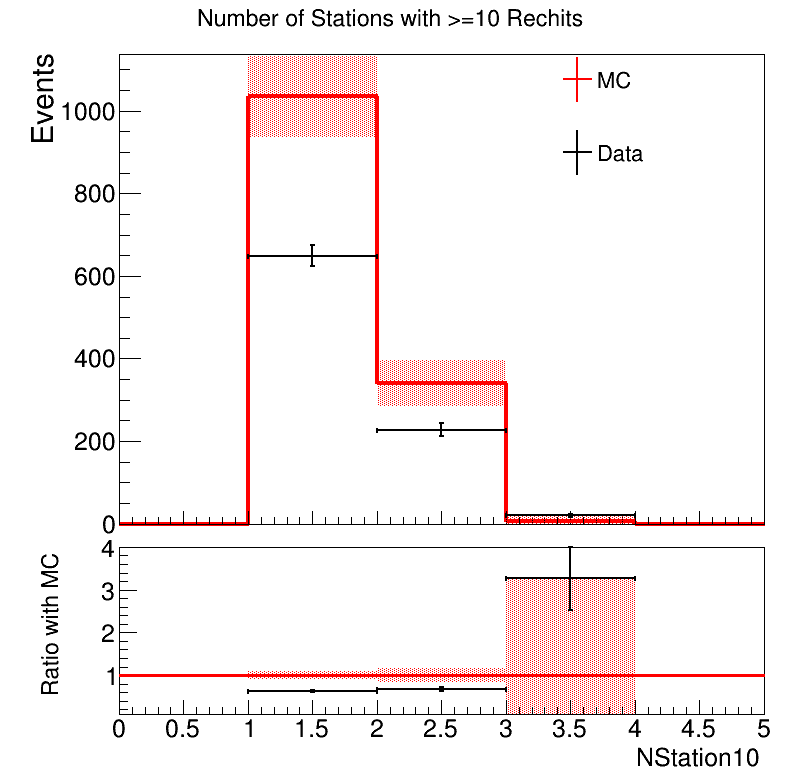 Number of Stations with >=10 Rechits
Events
1000
800
600
400
200
0
MC
Data
Ratio with MC
4
3
2
1
0 0.5 1 1.5 2 2.5 3 3.5 4 4.5 5
NStation10